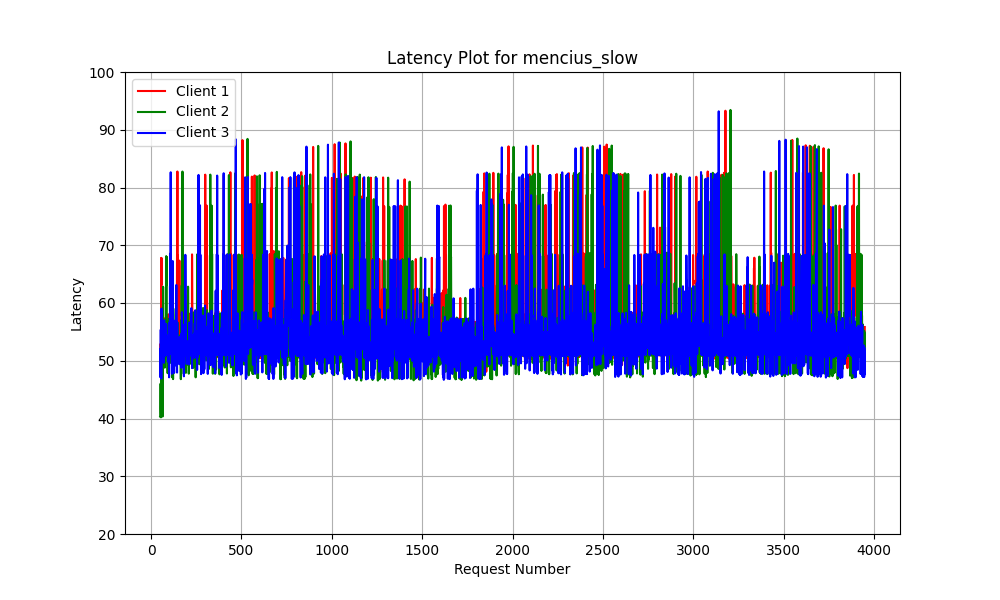 Latency Plot for mencius_slow
Client 1
Client 2
Client 3
100
90
80
70
60
50
40
30
20
Latency
0 500 1000 1500 2000 2500 3000 3500 4000
Request Number